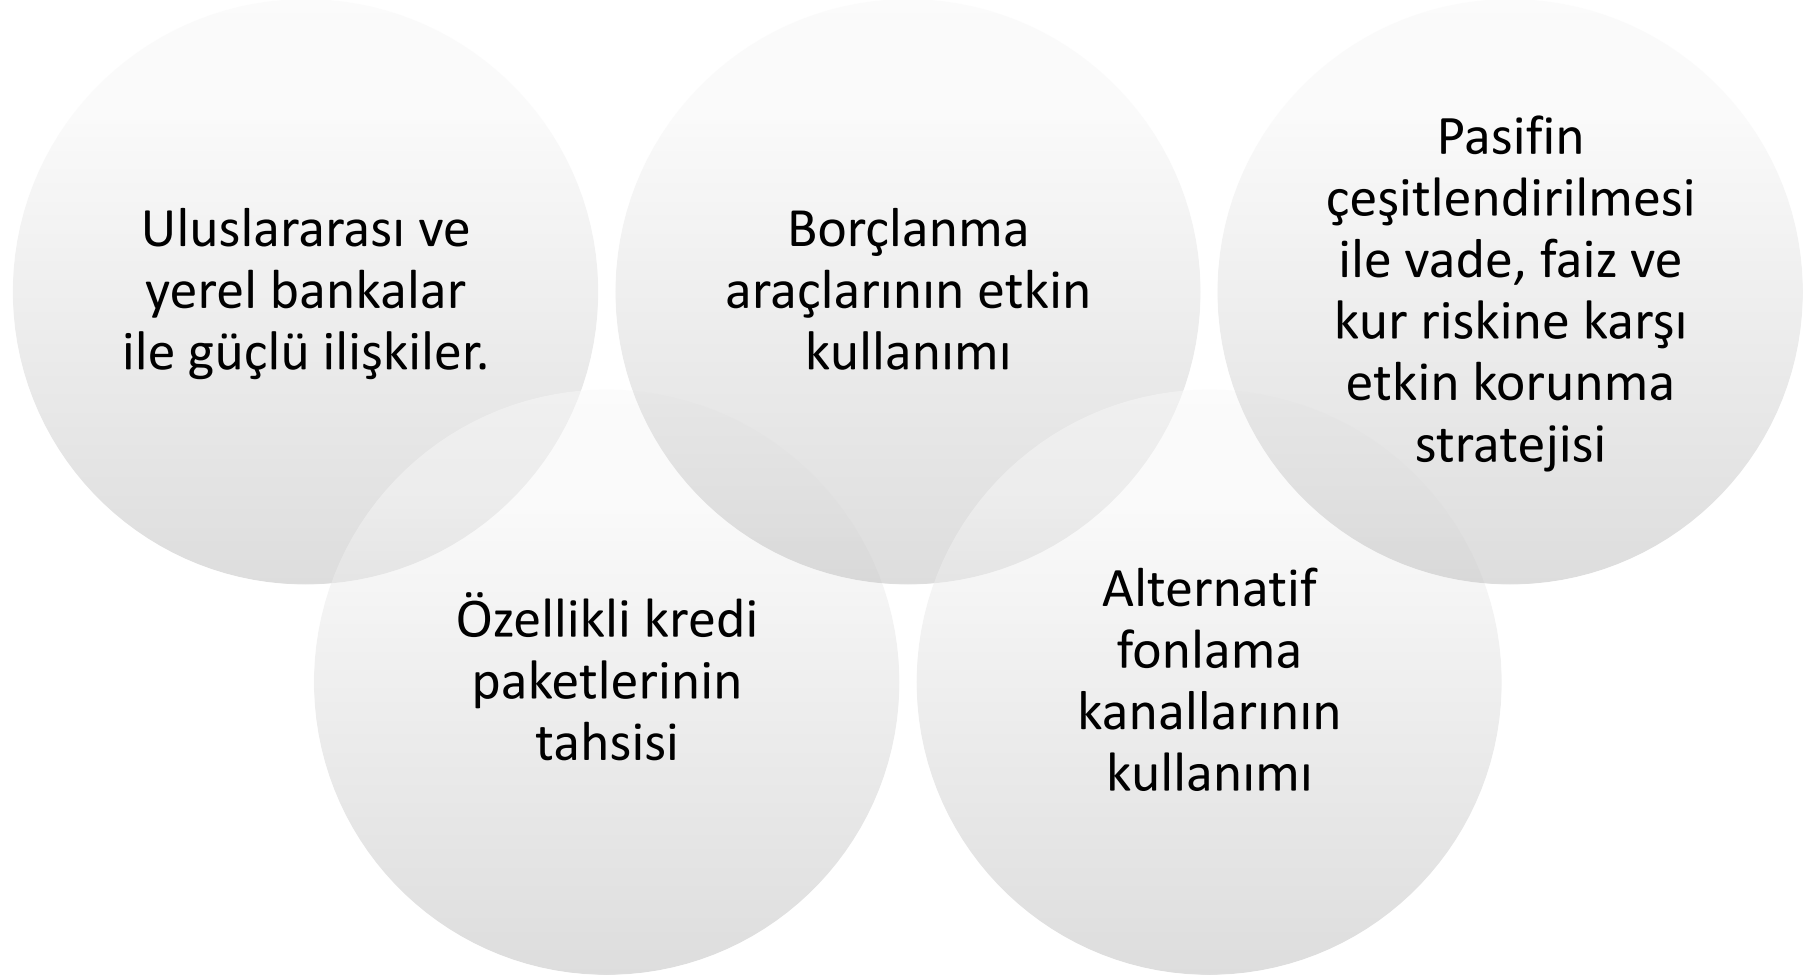 Uluslararası ve
yerel bankalar
ile güçlü ilişkiler.
Borçlanma
araçlarının etkin
kullanımı
Pasifin
çeşitlendirilmesi
ile vade, faiz ve
kur riskine karşı
etkin korunma
stratejisi
Özellikli kredi
paketlerinin
tahsisi
Alternatif
fonlama
kanallarının
kullanımı